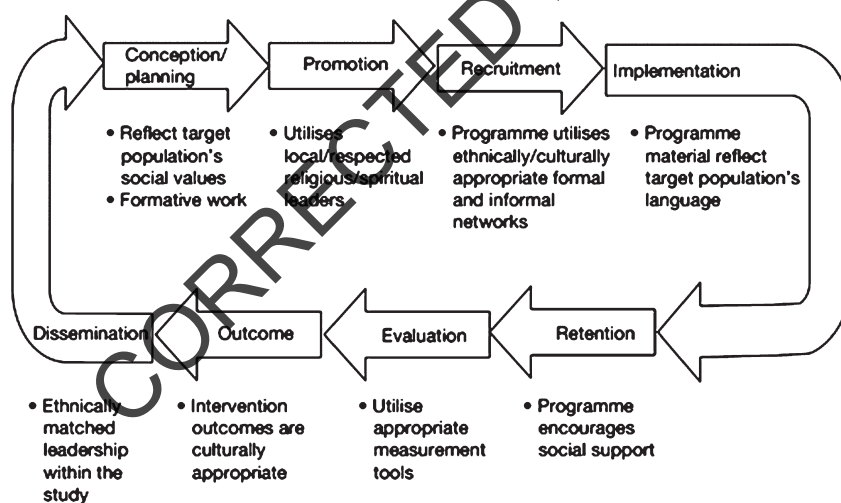 Conception/
planning
Promotion
Recruitment
Implementation
• Reflect target
population's
social values
• Formative work
• Utilises
local/respected
religious/spiritual
leaders
• Programme utilises
ethnically/culturally
appropriate formal
and informal
networks
• Programme
material reflect
target population's
language
Dissemination
Outcome
Evaluation
Retention
• Ethnically
matched
leadership
within the
study
• Intervention
outcomes are
culturally
appropriate
• Utilise
appropriate
measurement
tools
• Programme
encourages
social support
CORRECTED